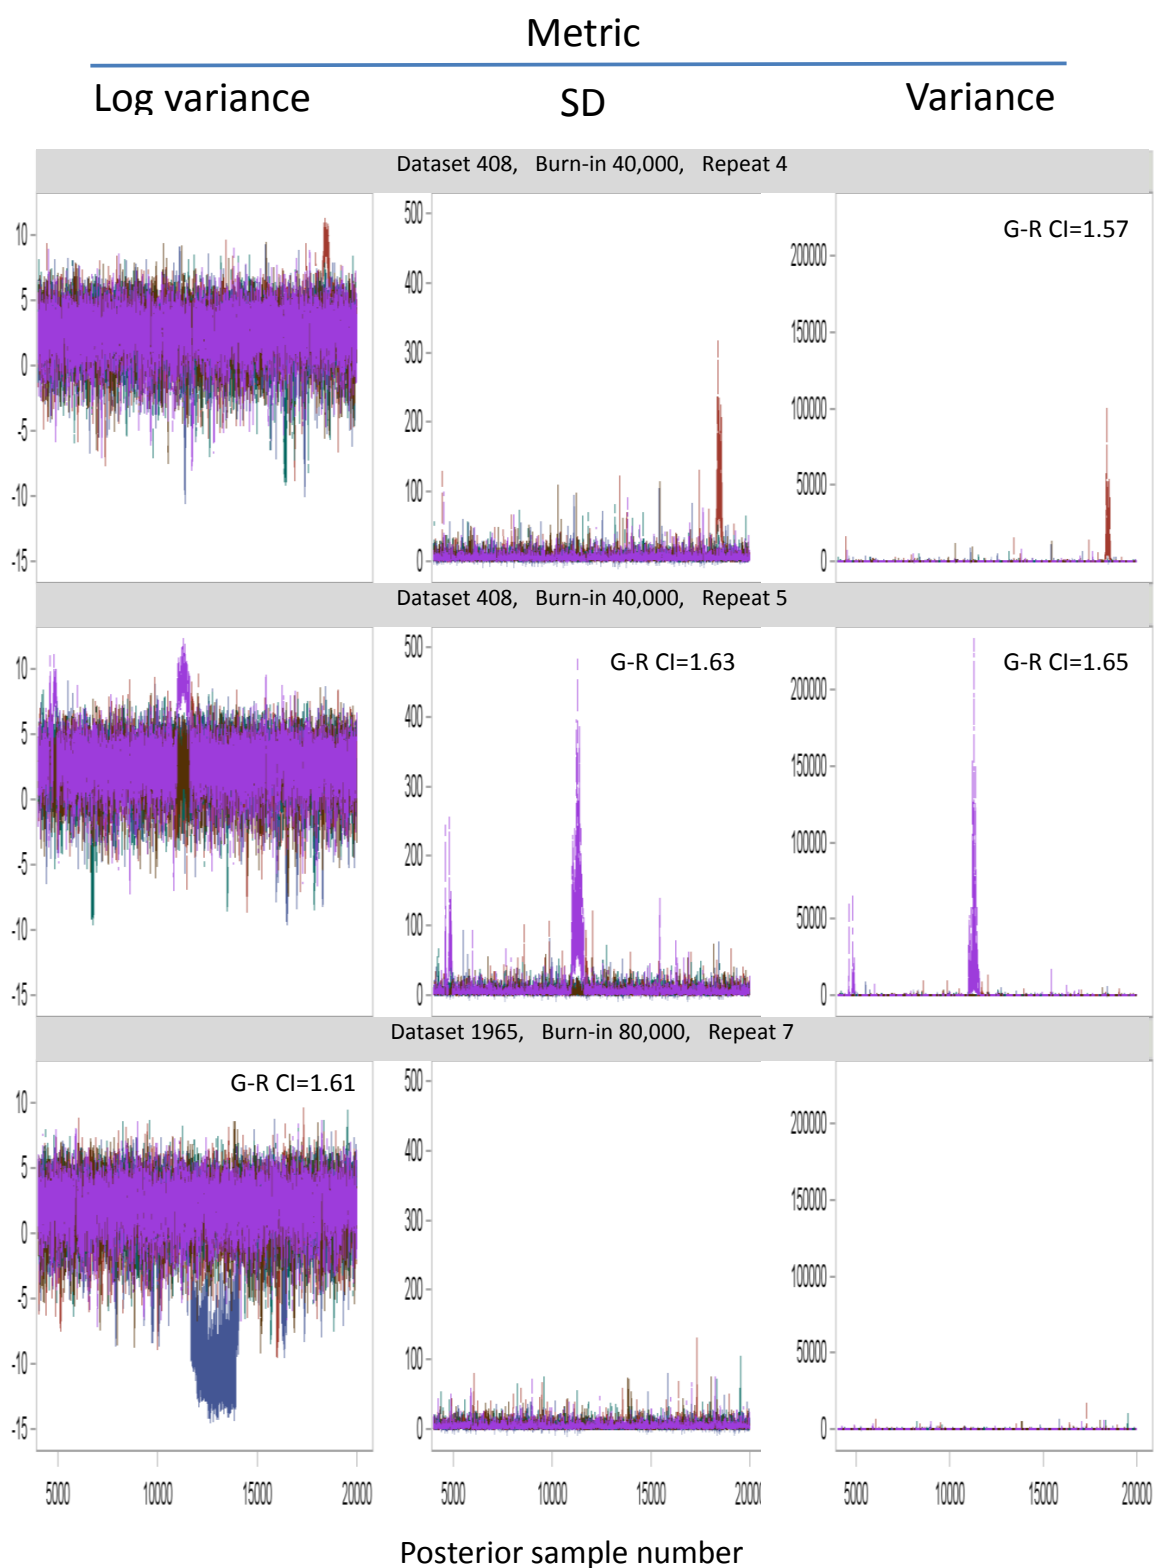 Metric
Log variance SD Variance
Dataset 408, Burn-in 40,000, Repeat 4
10 5 0 -5 -10 -15
500 400 300 200 100 0
G-R CI=1.57
200000 150000 100000 50000 0
Dataset 408, Burn-in 40,000, Repeat 5
10 5 0 -5 -10 -15
G-R CI=1.63
500 400 300 200 100 0
G-R CI=1.65
200000 150000 100000 50000 0
Dataset 1965, Burn-in 80,000, Repeat 7
G-R CI=1.61
10 5 0 -5 -10 -15
500 400 300 200 100 0
200000 150000 100000 50000 0
5000 10000 15000 20000 5000 10000 15000 20000 5000 10000 15000 20000
Posterior sample number